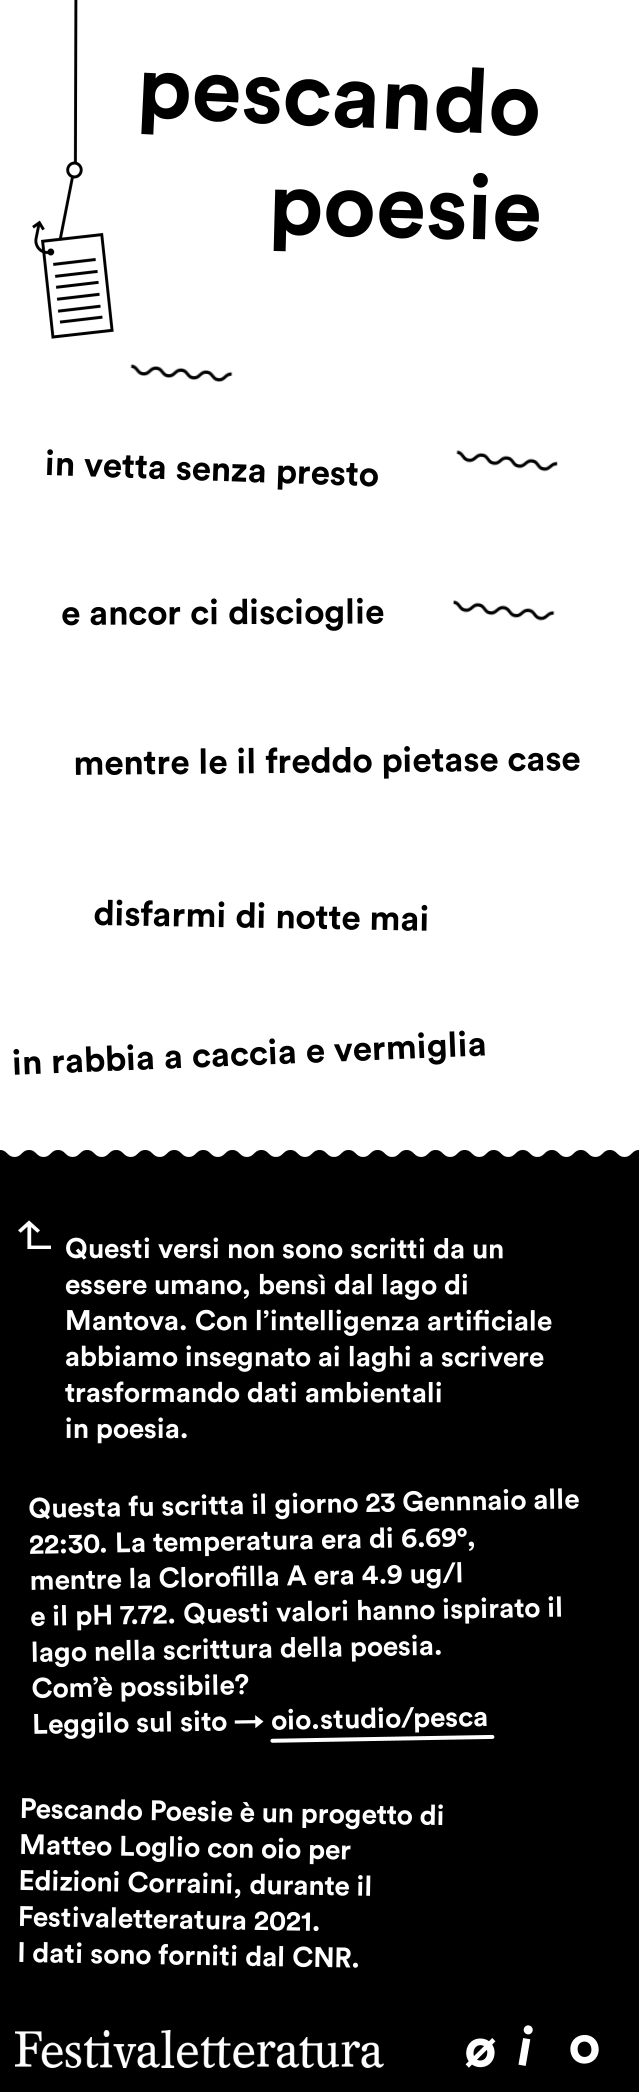 pescando
poesie
in vetta senza presto
e ancor ci discioglie
mentre le il freddo pietase case
disfarmi di notte mai
in rabbia a caccia e vermiglia
Questi versi non sono scritti da un
essere umano, bensì dal lago di
Mantova. Con l’intelligenza artificiale
abbiamo insegnato ai laghi a scrivere
trasformando dati ambientali
in poesia.
Questa fu scritta il giorno 23 Gennnaio alle
22:30. La temperatura era di 6.69°,
mentre la Clorofilla A era 4.9 ug/l
e il pH 7.72. Questi valori hanno ispirato il
lago nella scrittura della poesia.
Com’è possibile?
Leggilo sul sito → oio.studio/pesca
Pescando Poesie è un progetto di
Matteo Loglio con oio per
Edizioni Corraini, durante il
Festivaletteratura 2021.
I dati sono forniti dal CNR.
Festivaletteratura ø i o